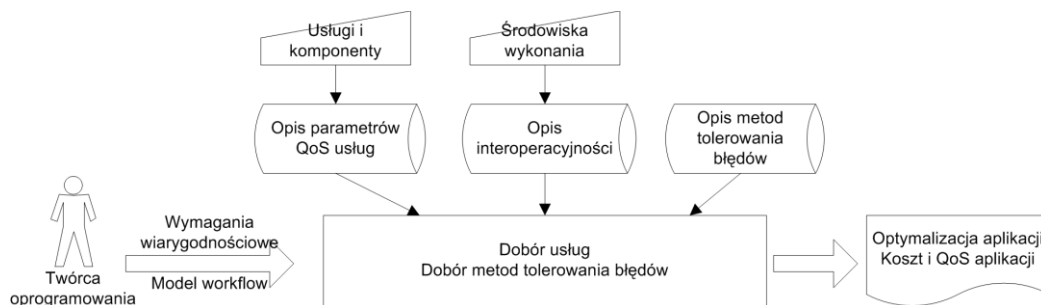 Usługi i
komponenty
Środowiska
wykonania
Opis parametrów
QoS usług
Opis
interoperacyjności
Opis metod
tolerowania
błędów
Twórca
oprogramowania
Wymagania
wiarygodnościowe
Model workflow
Dobór usług
Dobór metod tolerowania błędów
Optymalizacja aplikacji
Koszt i QoS aplikacji